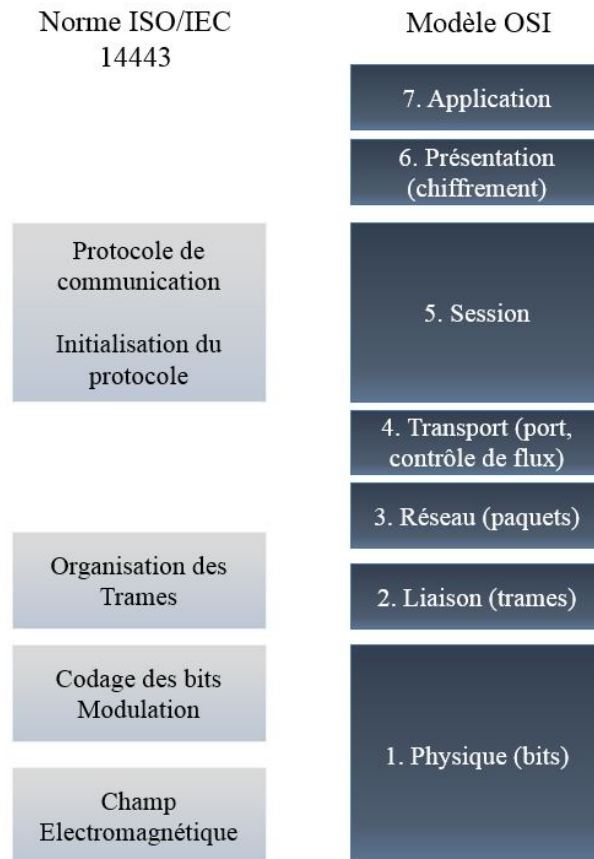 Norme ISO/IEC
14443
Modèle OSI
7. Application
6. Présentation
(chiffrement)
Protocole de
communication
Initialisation du
protocole
5. Session
4. Transport (port,
contrôle de flux)
3. Réseau (paquets)
Organisation des
Trames
2. Liaison (trames)
Codage des bits
Modulation
1. Physique (bits)
Champ
Electromagnétique